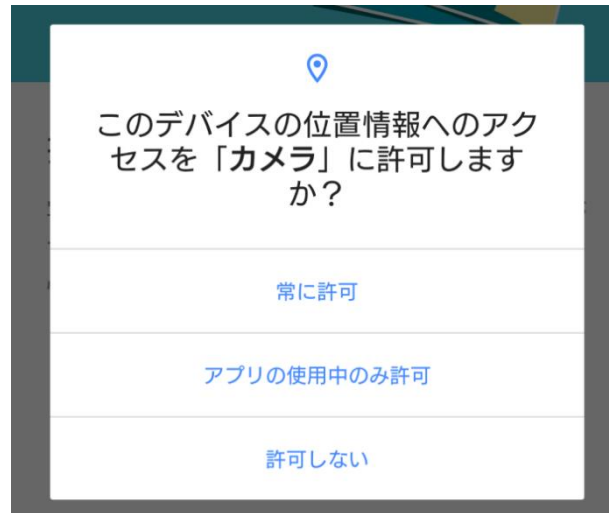 このデバイスの位置情報へのアク
セスを「カメラ」に許可します
か？
常に許可
アプリの使用中のみ許可
許可しない